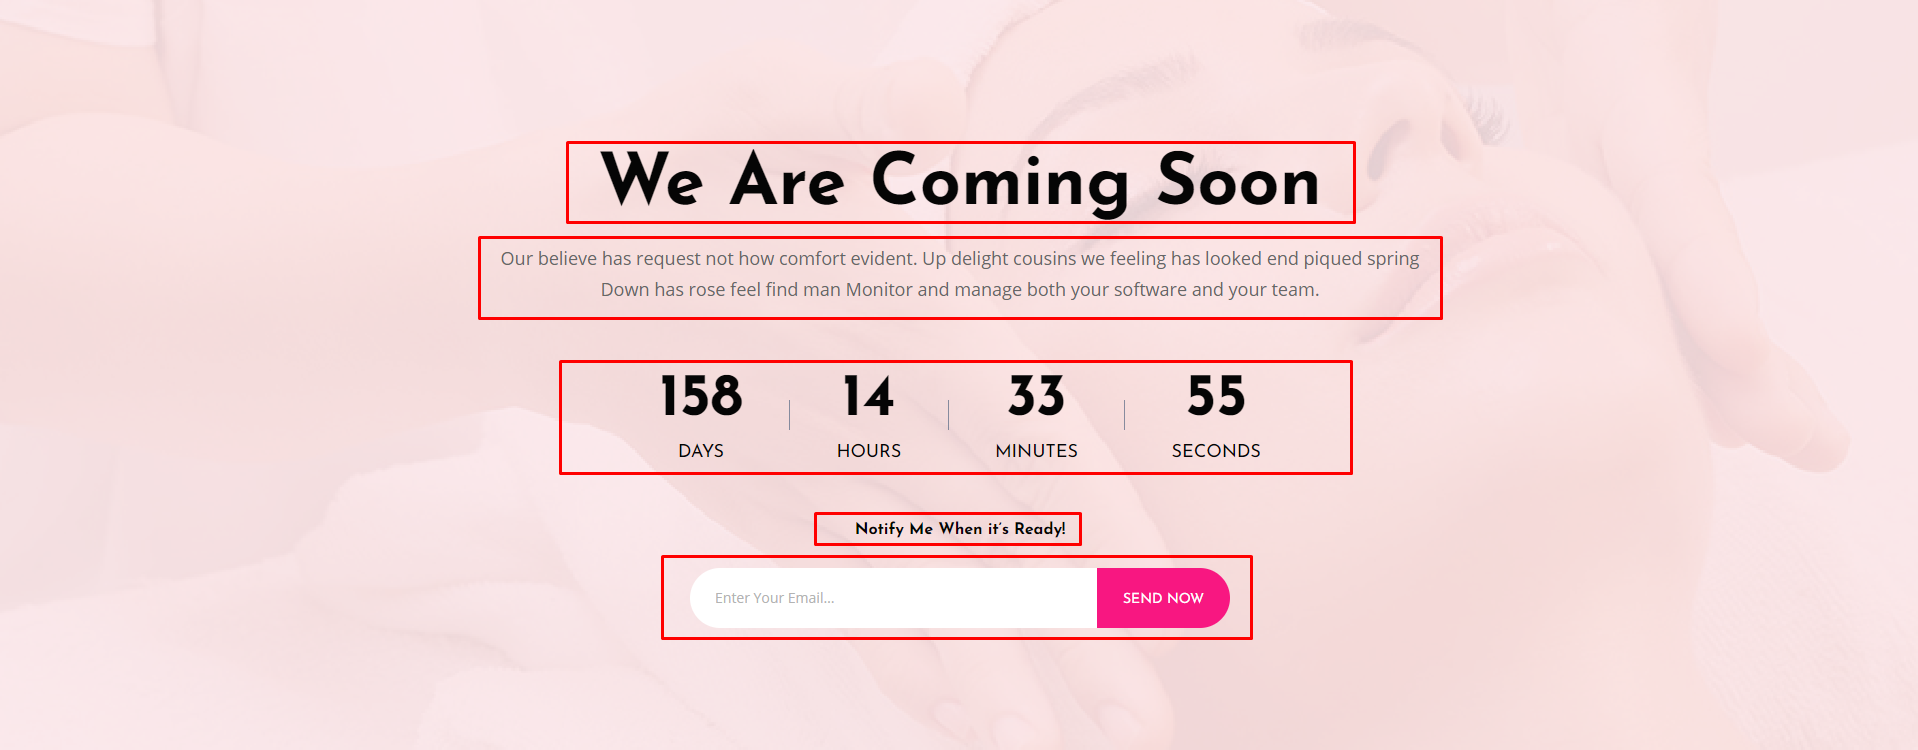 We Are Coming Soon
Our believe has request not how comfort evident. Up delight cousins we feeling has looked end piqued spring
Down has rose feel find man Monitor and manage both your software and your team.
158 14 33 55
DAYS HOURS MINUTES SECONDS
Notify Me When it's Ready!
Enter Your Email... SEND NOW